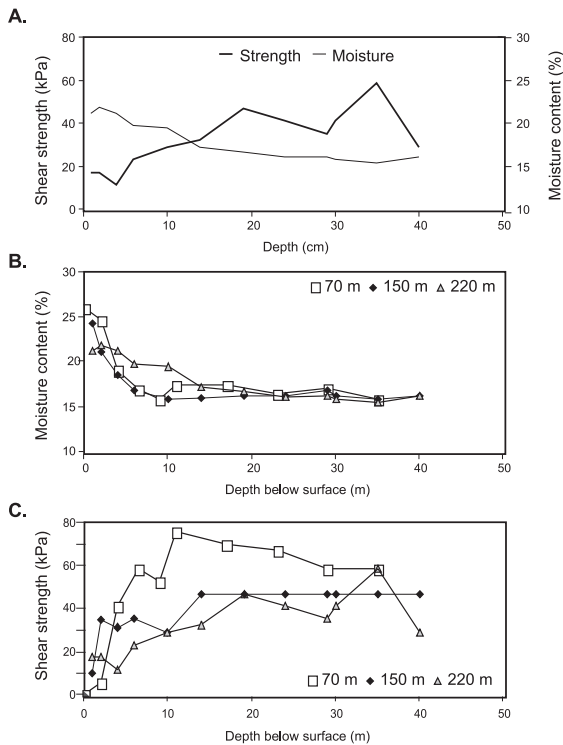 A.
80
60
40
20
0
Shear strength (kPa)
Strength
Moisture
30
25
20
15
10
Moisture content (%)
0
10
20
30
40
50
Depth (cm)
B.
30
25
20
15
10
Moisture content (%)
70 m
150 m
220 m
0
10
20
30
40
50
Depth below surface (m)
C.
80
60
40
20
0
Shear strength (kPa)
70 m
150 m
220 m
0
10
20
30
40
50
Depth below surface (m)